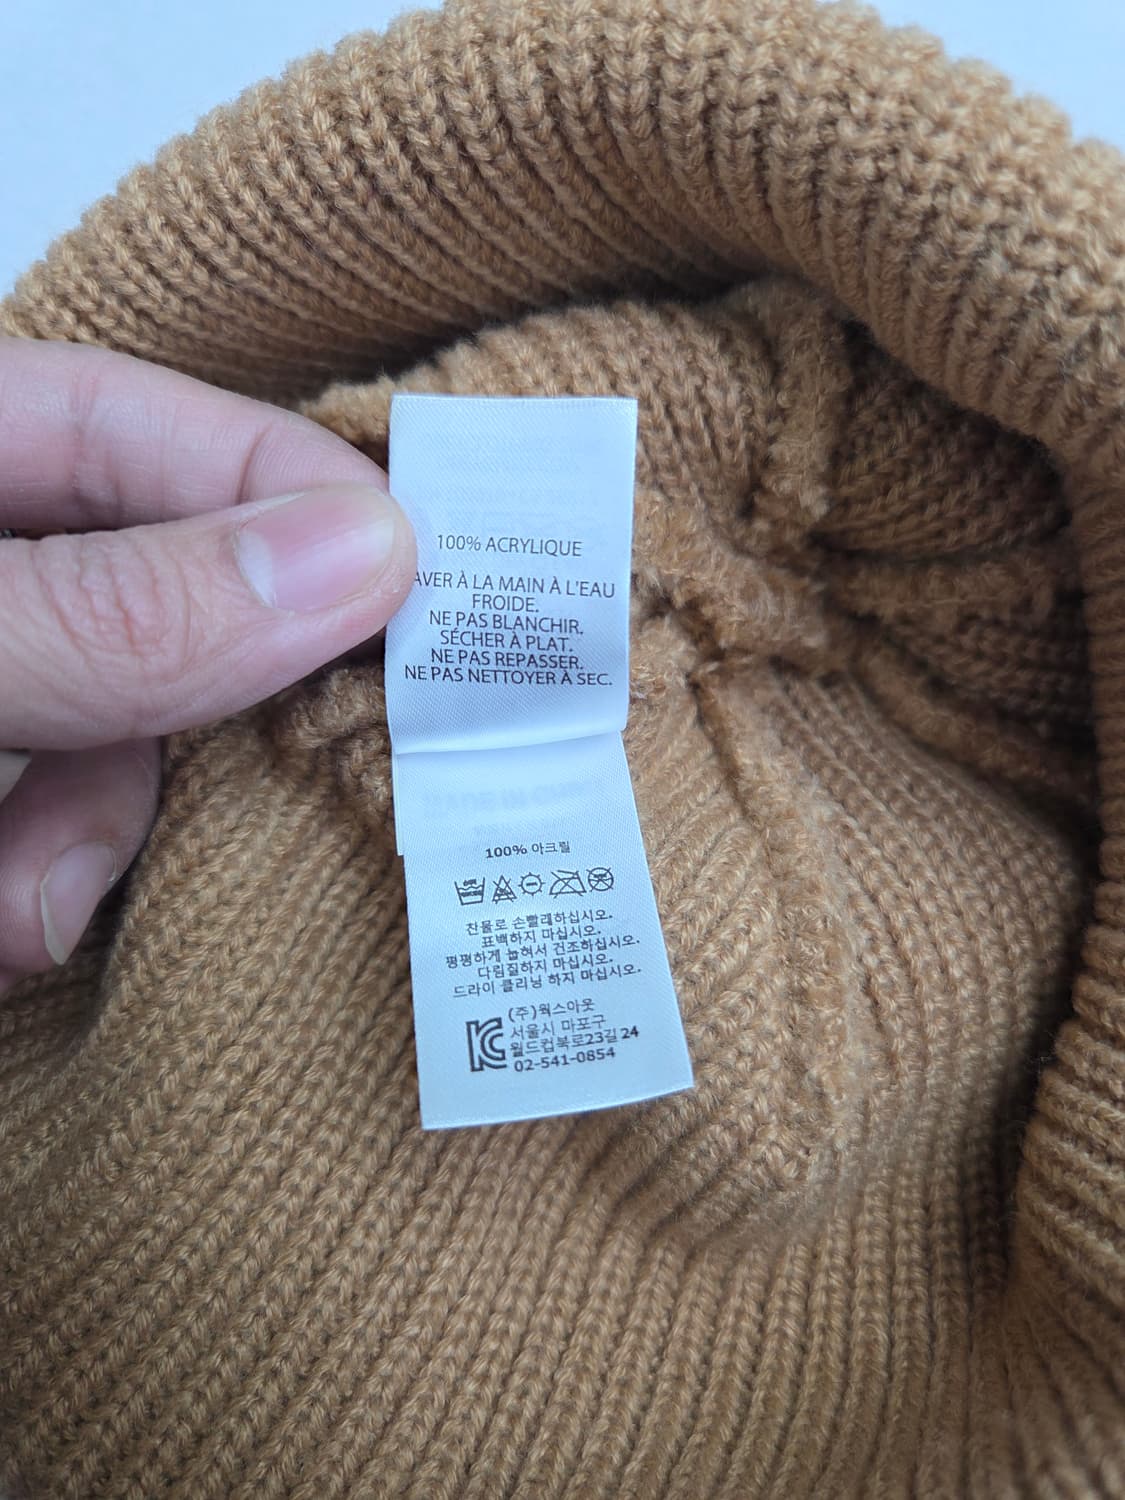 100% ACRYLIQUE
AVER À LA MAIN À L'EAU
FROIDE.
NE PAS BLANCHIR.
SÉCHER À PLAT.
NE PAS REPASSER.
NE PAS NETTOYER À SEC.
100% 아크릴
찬물로 손빨래하십시오.
표백하지 마십시오.
평평하게 눕혀서 건조하십시오.
다림질하지 마십시오.
드라이 클리닝 하지 마십시오.
(주)웍스아웃
서울시 마포구
월드컵북로23길 24
02-541-0854